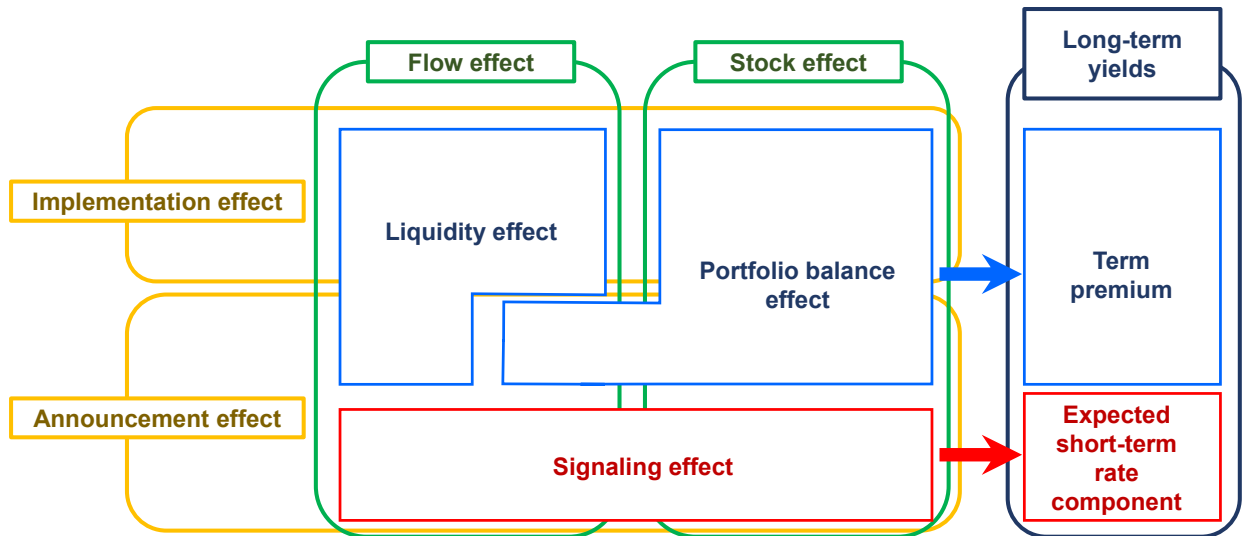 Flow effect
Stock effect
Long-term
yields
Implementation effect
Liquidity effect
Portfolio balance
effect
Term
premium
Announcement effect
Signaling effect
Expected
short-term
rate
component